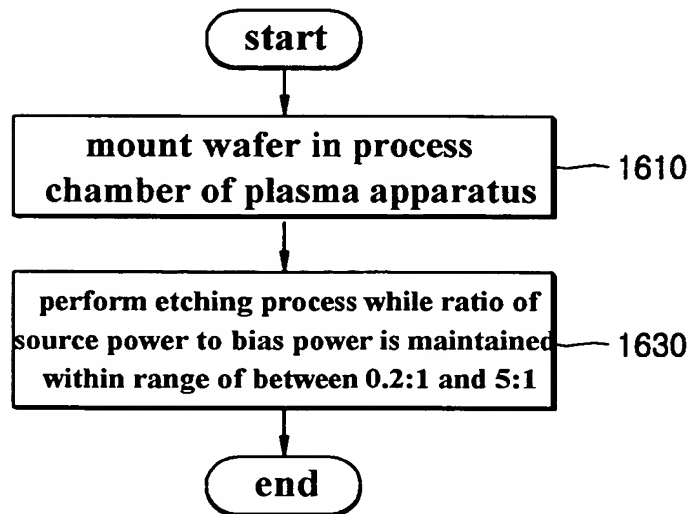 start
mount wafer in process
chamber of plasma apparatus
1610
perform etching process while ratio of
source power to bias power is maintained
within range of between 0.2:1 and 5:1
1630
end